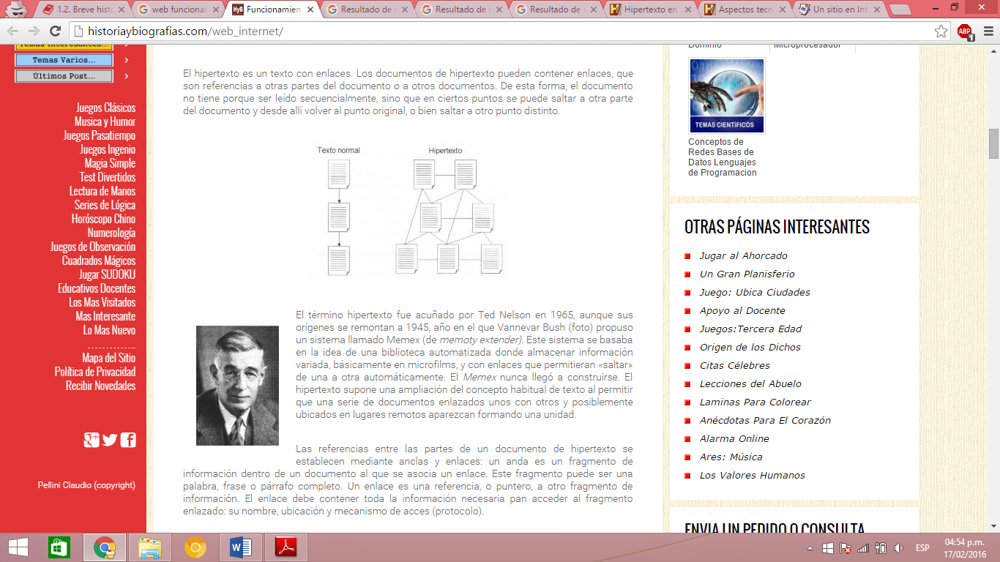 1.2. Breve hist
web funcionar
Funcionamien
Resultado de i
Resultado de i
Resultado de i
Hipertexto en
Aspectos tecn
Un sitio en Int
historiaybiografias.com/web_internet/
ABP
1
Temas Interesantes...
Temas Varios...
Últimos Post...
Juegos Clásicos
Musica y Humor
Juegos Pasatiempo
Juegos Ingenio
Magia Simple
Test Divertidos
Lectura de Manos
Series de Lógica
Horóscopo Chino
Numerología
Juegos de Observación
Cuadrados Mágicos
Jugar SUDOKU
Educativos Docentes
Los Mas Visitados
Mas Interesante
Lo Mas Nuevo
Mapa del Sitio
Política de Privacidad
Recibir Novedades
Pellini Claudio (copyright)
El hipertexto es un texto con enlaces. Los documentos de hipertexto pueden contener enlaces, que
son referencias a otras partes del documento o a otros documentos. De esta forma, el documento
no tiene porque ser leído secuencialmente, sino que en ciertos puntos se puede saltar a otra parte
del documento y desde allí volver al punto original, o bien saltar a otro punto distinto.
Texto normal
Hipertexto
El término hipertexto fue acuñado por Ted Nelson en 1965, aunque sus
orígenes se remontan a 1945, año en el que Vannevar Bush (foto) propuso
un sistema llamado Memex (de memoty extender). Este sistema se basaba
en la idea de una biblioteca automatizada donde almacenar información
variada, básicamente en microfilms, y con enlaces que permitieran «saltar»
de una a otra automáticamente. El Memex nunca llegó a construirse. El
hipertexto supone una ampliación del concepto habitual de texto al permitir
que una serie de documentos enlazados unos con otros y posiblemente
ubicados en lugares remotos aparezcan formando una unidad.
Las referencias entre las partes de un documento de hipertexto se
establecen mediante anclas y enlaces: un anda es un fragmento de
información dentro de un documento al que se asocia un enlace. Este fragmento puede ser una
palabra, frase o párrafo completo. Un enlace es una referencia, o puntero, a otro fragmento de
información. El enlace debe contener toda la información necesaria pan acceder al fragmento
enlazado: su nombre, ubicación y mecanismo de acces (protocolo).
Dominio
Microprocesador
TEMAS CIENTÍFICOS
Conceptos de
Redes Bases de
Datos Lenguajes
de Programacion
OTRAS PÁGINAS INTERESANTES
Jugar al Ahorcado
Un Gran Planisferio
Juego: Ubica Ciudades
Apoyo al Docente
Juegos:Tercera Edad
Origen de los Dichos
Citas Célebres
Lecciones del Abuelo
Laminas Para Colorear
Anécdotas Para El Corazón
Alarma Online
Ares: Música
Los Valores Humanos
ENVIA UN PEDIDO O CONSULTA
ESP
04:54 p.m.
17/02/2016